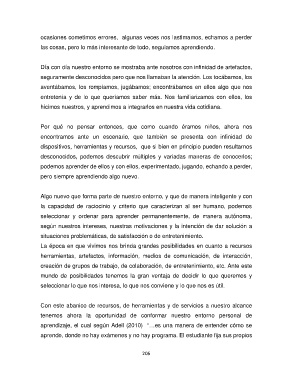 ocasiones cometimos errores, algunas veces nos lastimamos, echamos a perder
las cosas, pero lo más interesante de todo, seguíamos aprendiendo.
Día con día nuestro entorno se mostraba ante nosotros con infinidad de artefactos,
seguramente desconocidos pero que nos llamaban la atención. Los tocábamos, los
aventábamos, los rompíamos, jugábamos; encontrábamos en ellos algo que nos
entretenía y de lo que queríamos saber más. Nos familiarizamos con ellos, los
hicimos nuestros, y aprendimos a integrarlos en nuestra vida cotidiana.
Por qué no pensar entonces, que como cuando éramos niños, ahora nos
encontramos ante un escenario, que también se presenta con infinidad de
dispositivos, herramientas y recursos, que si bien en principio pueden resultarnos
desconocidos, podemos descubrir múltiples y variadas maneras de conocerlos;
podemos aprender de ellos y con ellos, experimentado, jugando, echando a perder,
pero siempre aprendiendo algo nuevo.
Algo nuevo que forma parte de nuestro entorno, y que de manera inteligente y con
la capacidad de raciocinio y criterio que caracterizan al ser humano, podemos
seleccionar y ordenar para aprender permanentemente, de manera autónoma,
según nuestros intereses, nuestras motivaciones y la intención de dar solución a
situaciones problemáticas, de satisfacción o de entretenimiento.
La época en que vivimos nos brinda grandes posibilidades en cuanto a recursos
herramientas, artefactos, información, medios de comunicación, de interacción,
creación de grupos de trabajo, de colaboración, de entretenimiento, etc. Ante este
mundo de posibilidades tenemos la gran ventaja de decidir lo que queremos y
seleccionar lo que nos interesa, lo que nos conviene y lo que nos es útil.
Con este abanico de recursos, de herramientas y de servicios a nuestro alcance
tenemos ahora la oportunidad de conformar nuestro entorno personal de
aprendizaje, el cual según Adell (2010) "…es una manera de entender cómo se
aprende, donde no hay exámenes y no hay programa. El estudiante fija sus propios
206